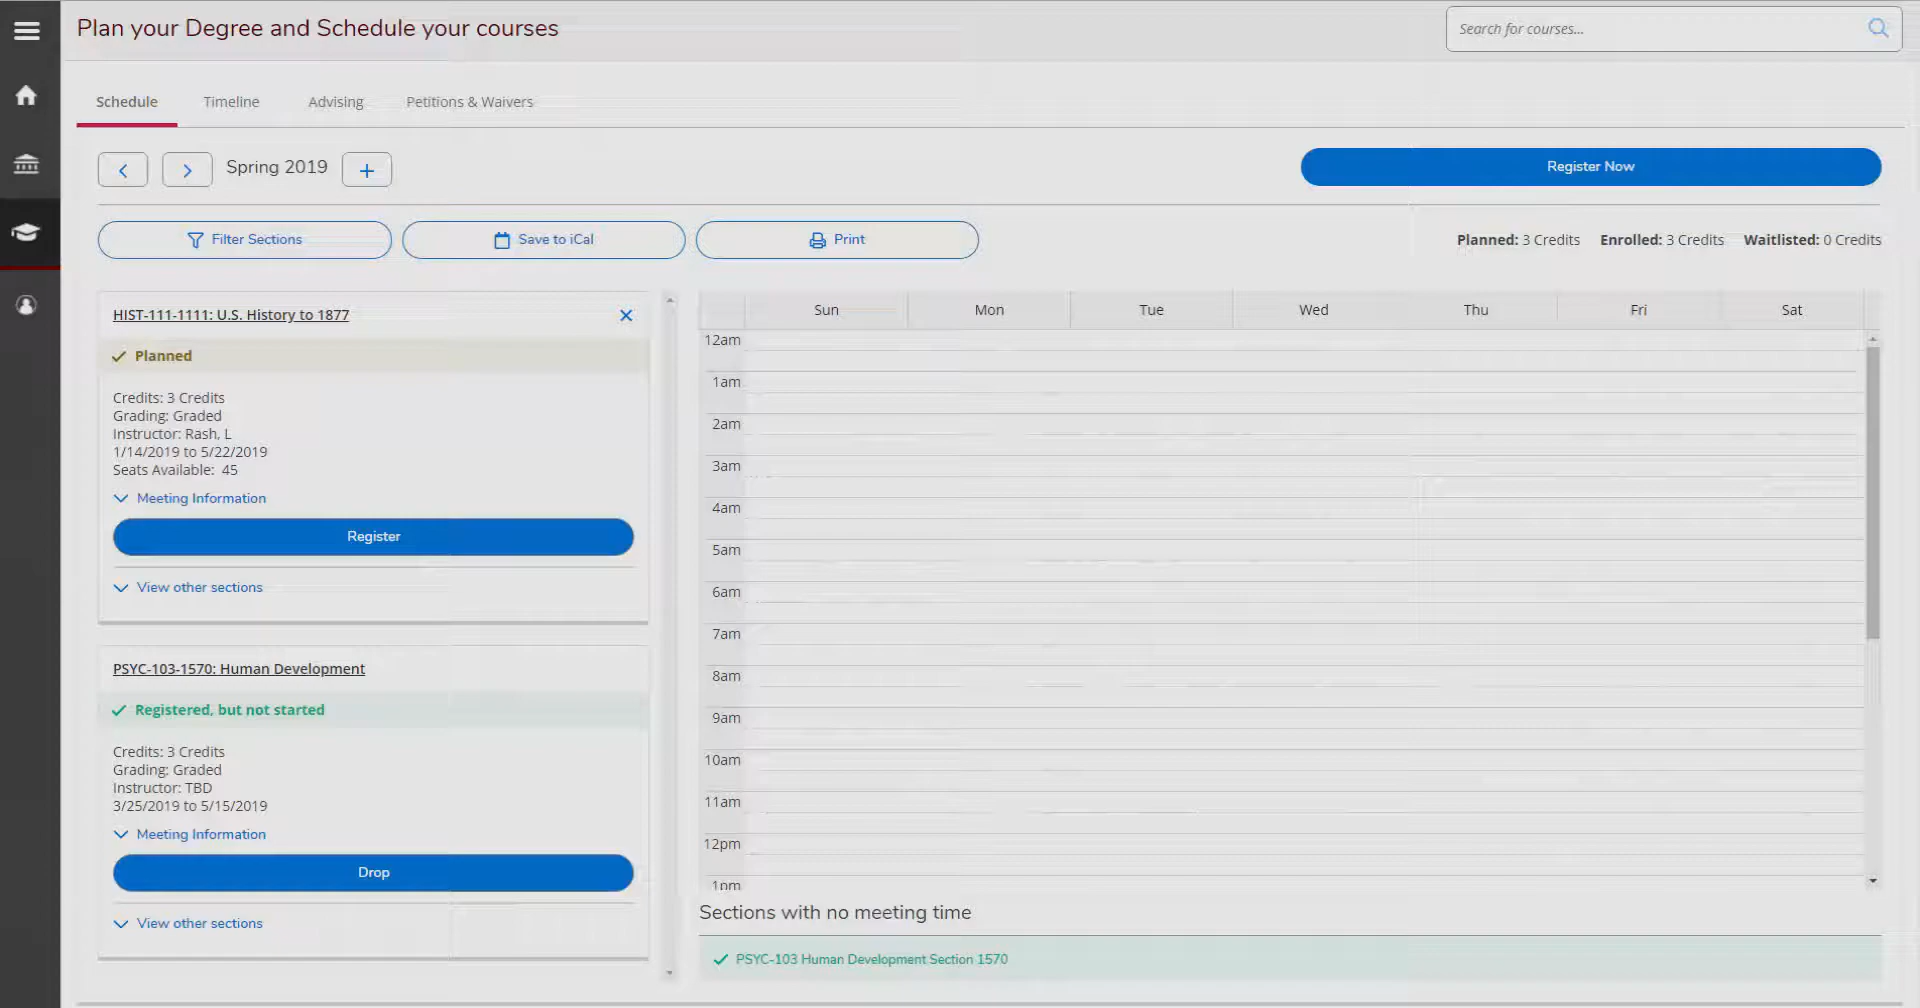 Plan your Degree and Schedule your courses
Search for courses...
Schedule
Timeline
Advising
Petitions & Waivers
Spring 2019
Register Now
Filter Sections
Save to iCal
Print
Planned: 3 Credits
Enrolled: 3 Credits
Waitlisted: 0 Credits
HIST-111-1111: U.S. History to 1877
Planned
Credits: 3 Credits
Grading: Graded
Instructor: Rash, L
1/14/2019 to 5/22/2019
Seats Available: 45
Meeting Information
Register
View other sections
PSYC-103-1570: Human Development
Registered, but not started
Credits: 3 Credits
Grading: Graded
Instructor: TBD
3/25/2019 to 5/15/2019
Meeting Information
Drop
View other sections
Sun
Mon
Tue
Wed
Thu
Fri
Sat
12am
1am
2am
3am
4am
5am
6am
7am
8am
9am
10am
11am
12pm
1pm
Sections with no meeting time
PSYC-103 Human Development Section 1570